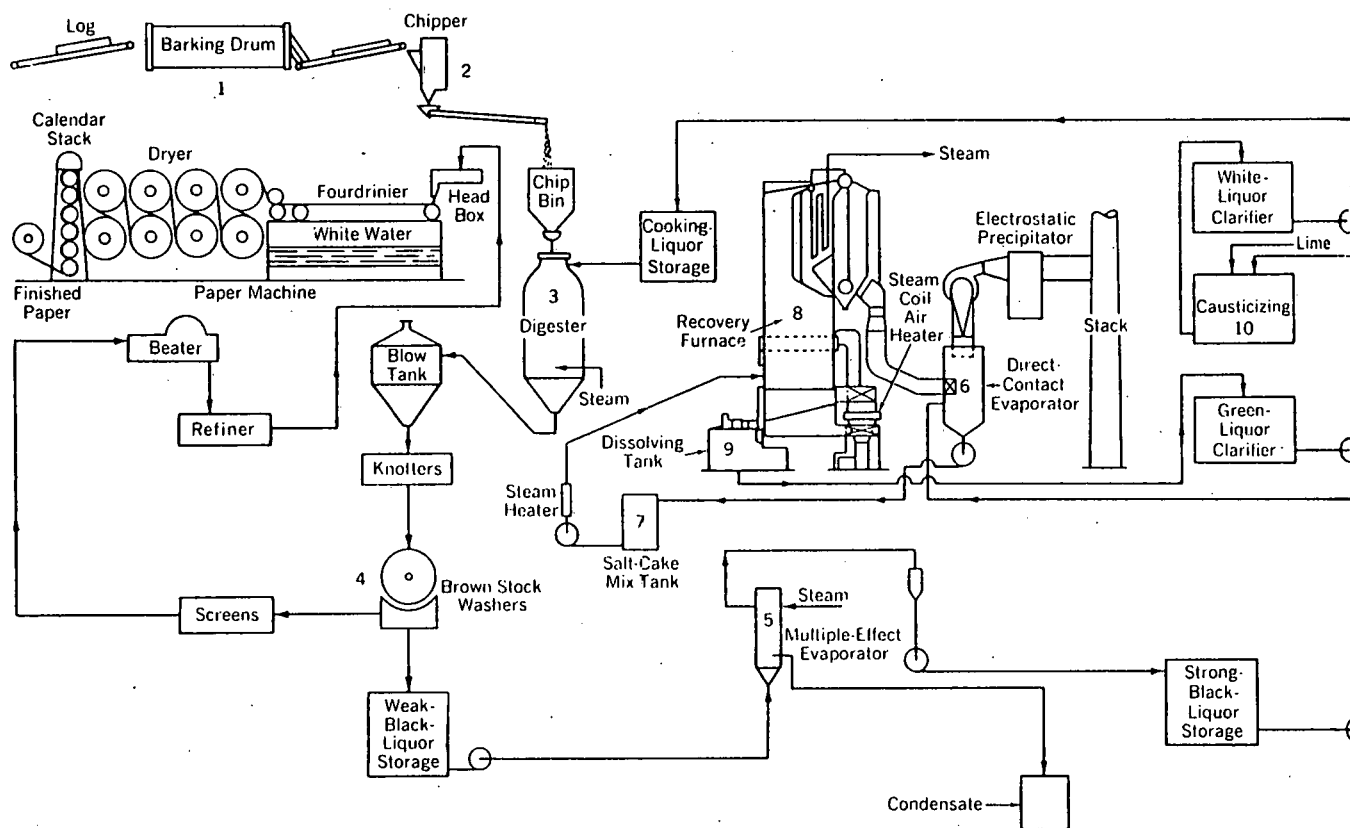 Log
Barking Drum
1
Chipper
2
Calendar
Stack
Dryer
Fourdrinier
Head
Box
White Water
Finished
Paper
Paper Machine
Chip
Bin
3
Digester
Steam
Cooking-
Liquor
Storage
Steam
Recovery
Furnace
8
Steam
Coil
Air
Heater
Electrostatic
Precipitator
Stack
6
Direct-
Contact
Evaporator
White-
Liquor
Clarifier
Lime
Causticizing
10
Green-
Liquor
Clarifier
Dissolving
Tank
9
Steam
Heater
7
Salt-Cake
Mix Tank
Beater
Refiner
Blow
Tank
Knotters
4
Brown Stock
Washers
Screens
Weak-
Black-
Liquor
Storage
5
Steam
Multiple-Effect
Evaporator
Strong-
Black-
Liquor
Storage
Condensate